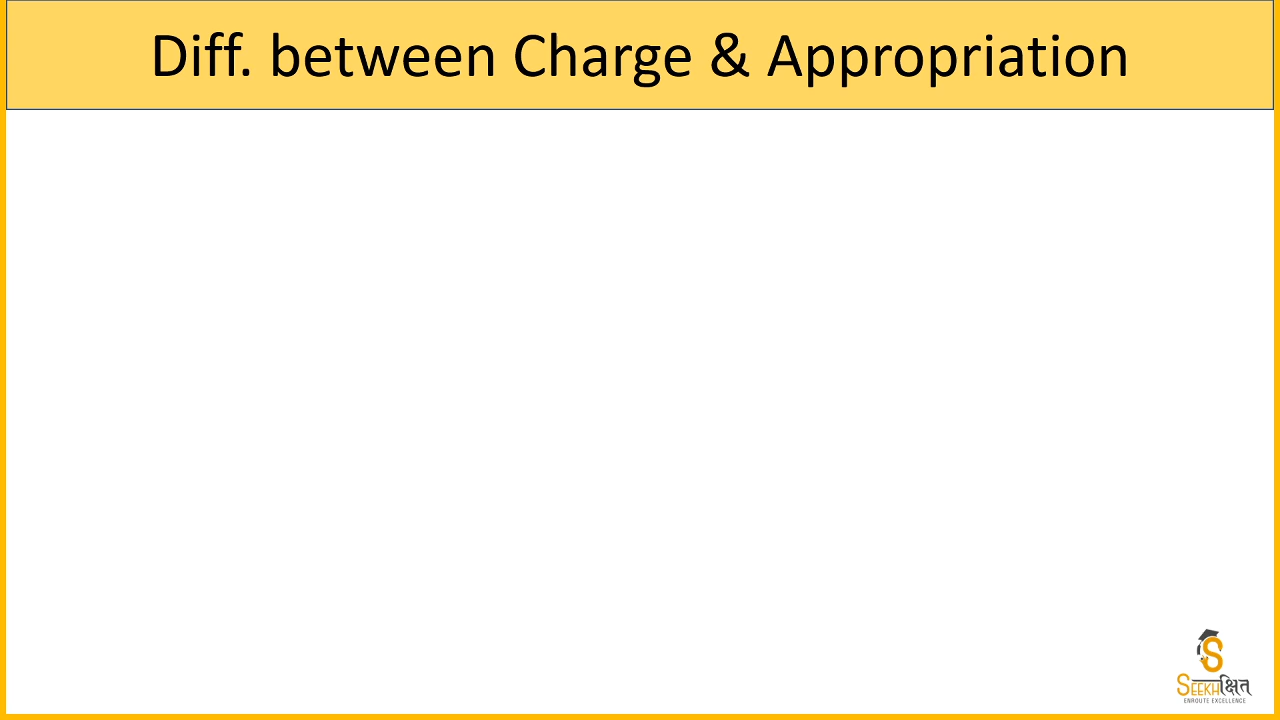 Diff. between Charge & Appropriation
SEEKHक्षित
ENROUTE EXCELLENCE